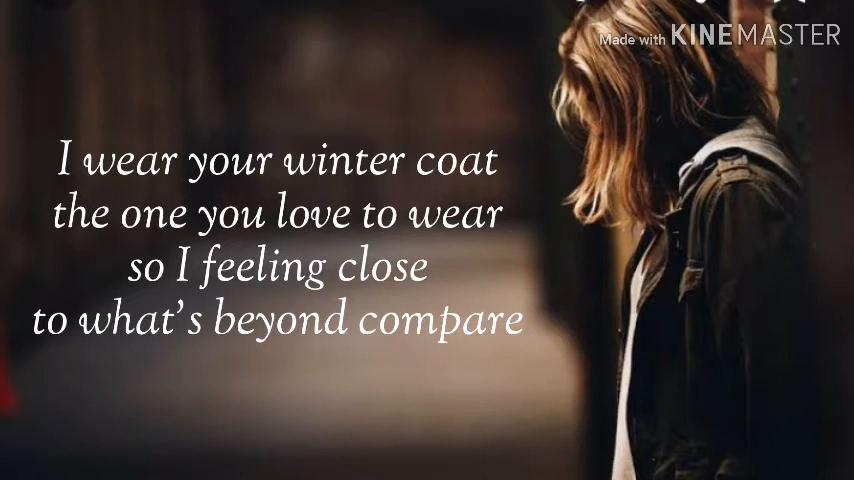 Made with KINEMASTER
I wear your winter coat
the one you love to wear
so I feeling close
to what's beyond compare